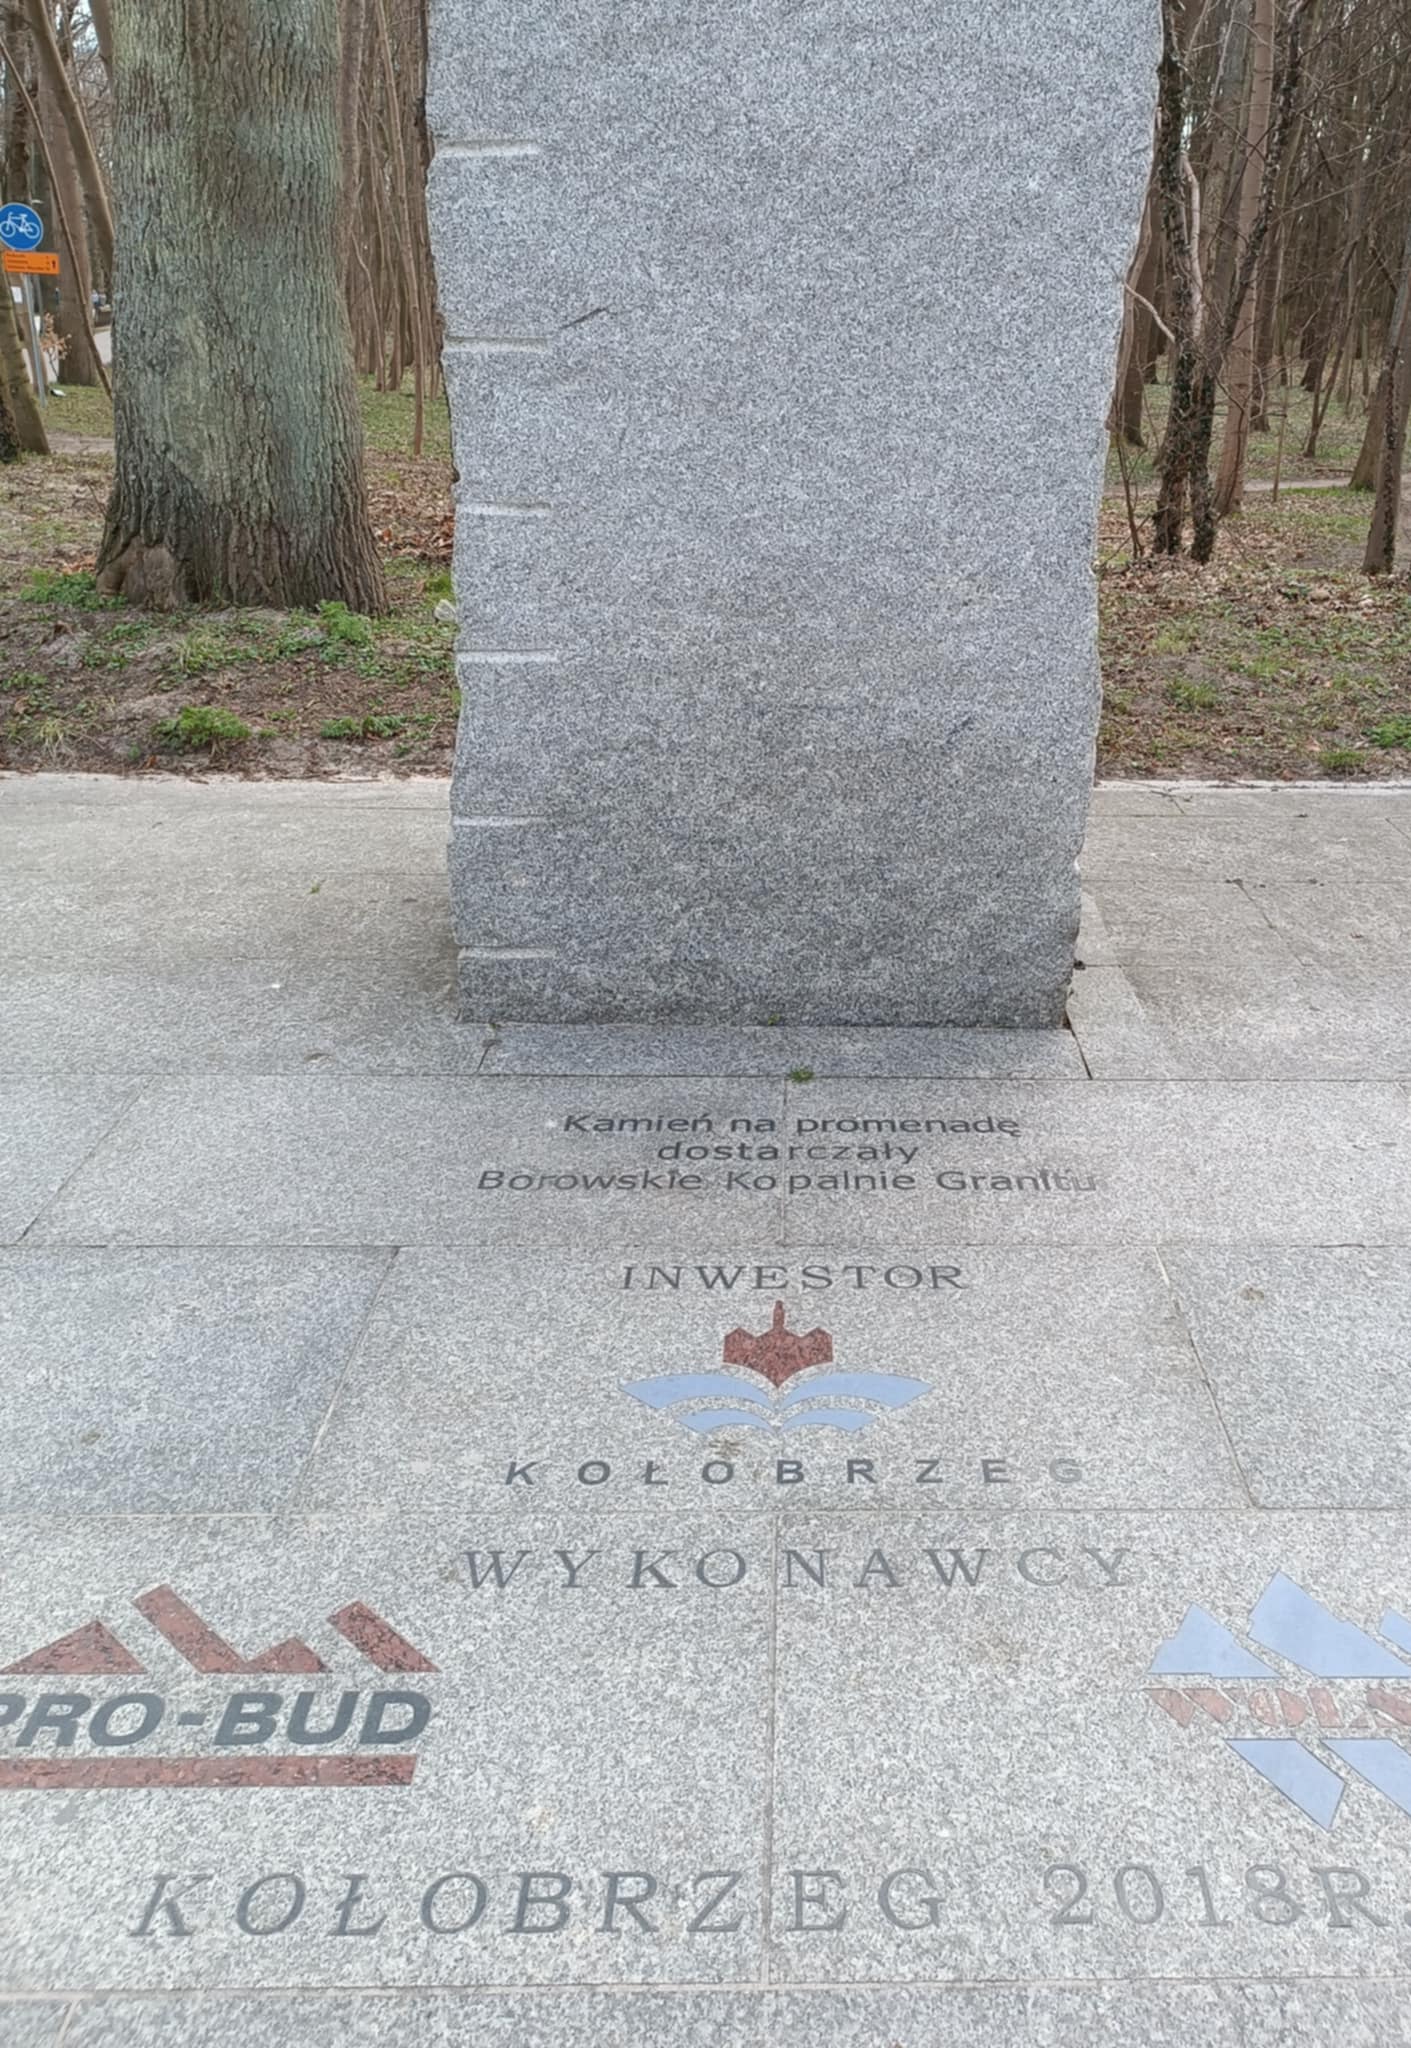 Kamień na promenadę
dostarczały
Borowskie Kopalnie Granitu
INWESTOR
KOŁOBRZEG
WYKONAWCY
PRO-BUD
KOŁOBRZEG 2018R.